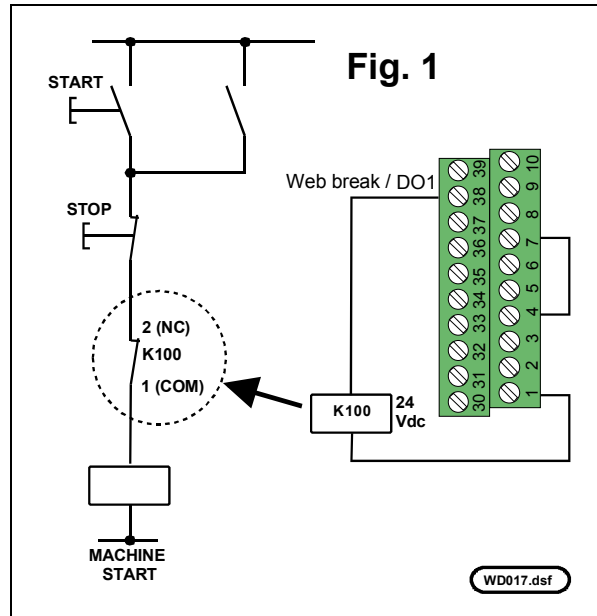 Fig. 1
START
STOP
2 (NC)
K100
1 (COM)
MACHINE
START
Web break / DO1
K100
24
Vdc
39
38
37
36
35
34
33
32
31
30
10
9
8
7
6
5
4
3
2
1
WD017.dsf